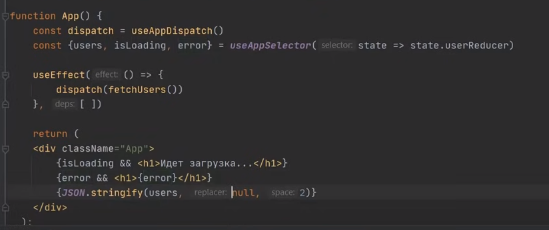 function App() {
const dispatch = useAppDispatch()
const {users, isLoading, error} = useAppSelector( selector: state => state.userReducer)
useEffect( effect: () => {
dispatch(fetchUsers())
}, deps: [ ])
return (
<div className="App">
{isLoading && <h1>Идет загрузка...</h1>}
{error && <h1>{error}</h1>}
{JSON.stringify(users, replacer: null, space: 2)}
</div>
);